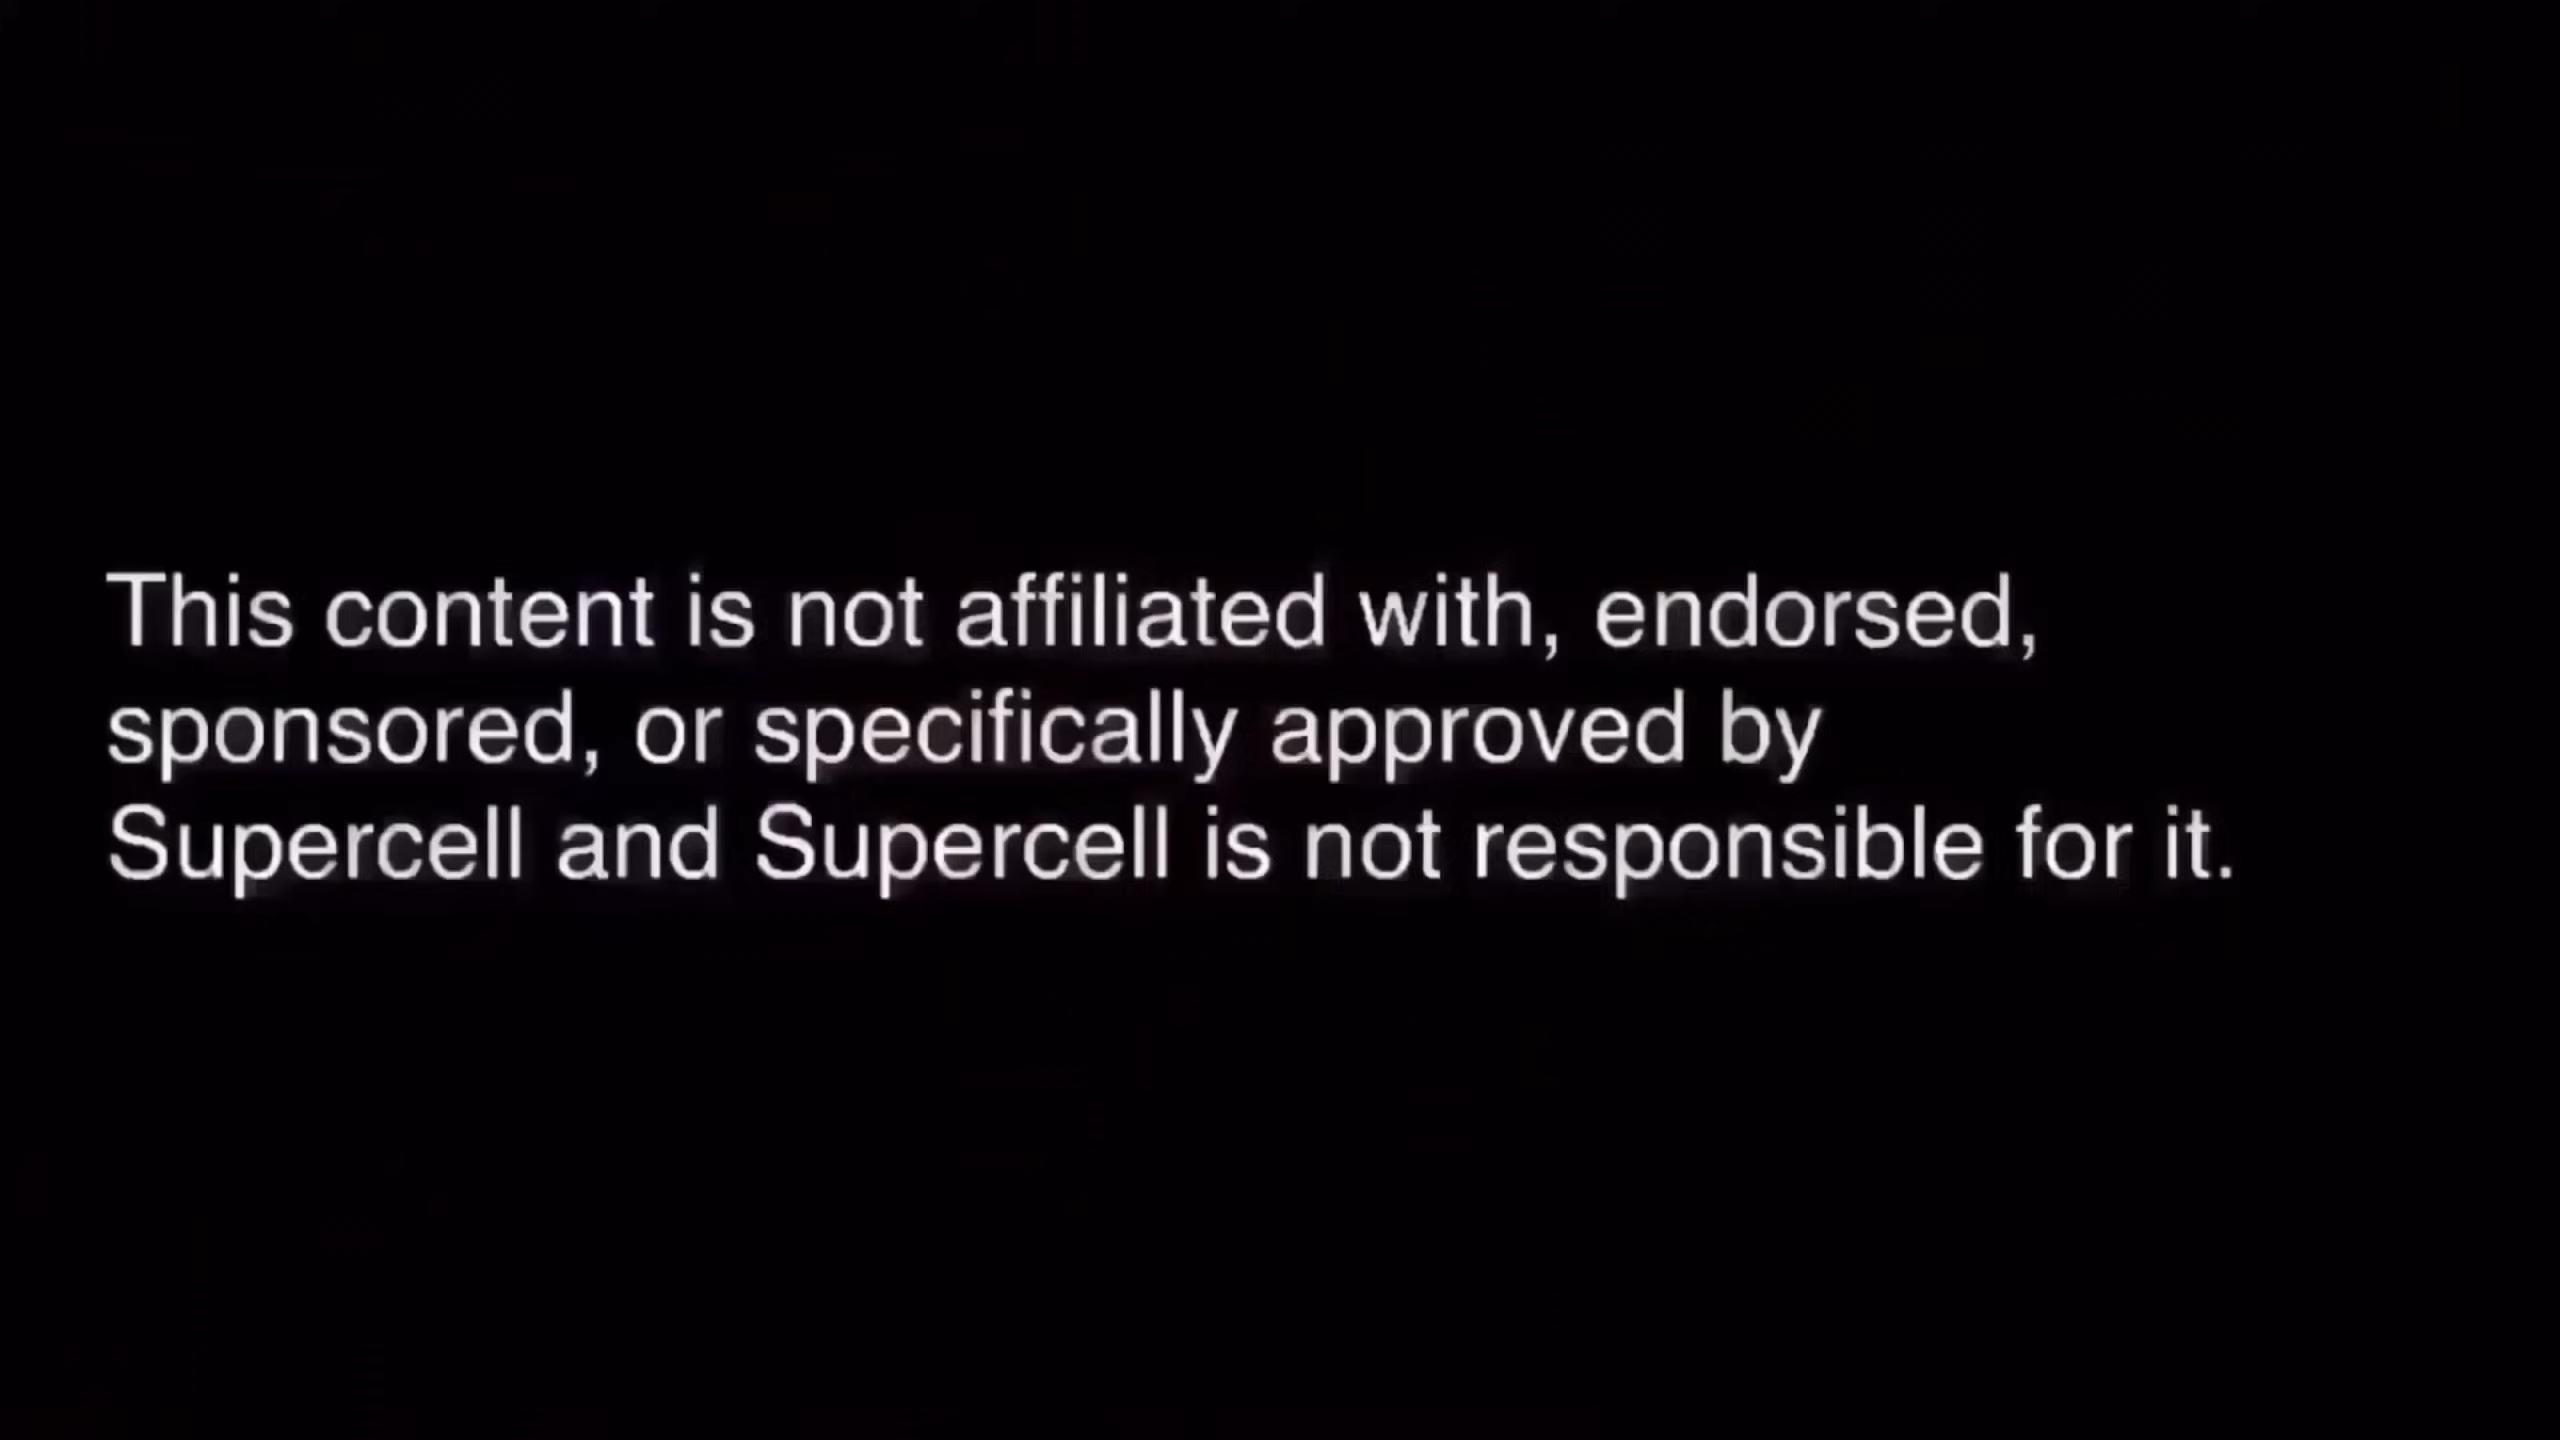 This content is not affiliated with, endorsed,
sponsored, or specifically approved by
Supercell and Supercell is not responsible for it.